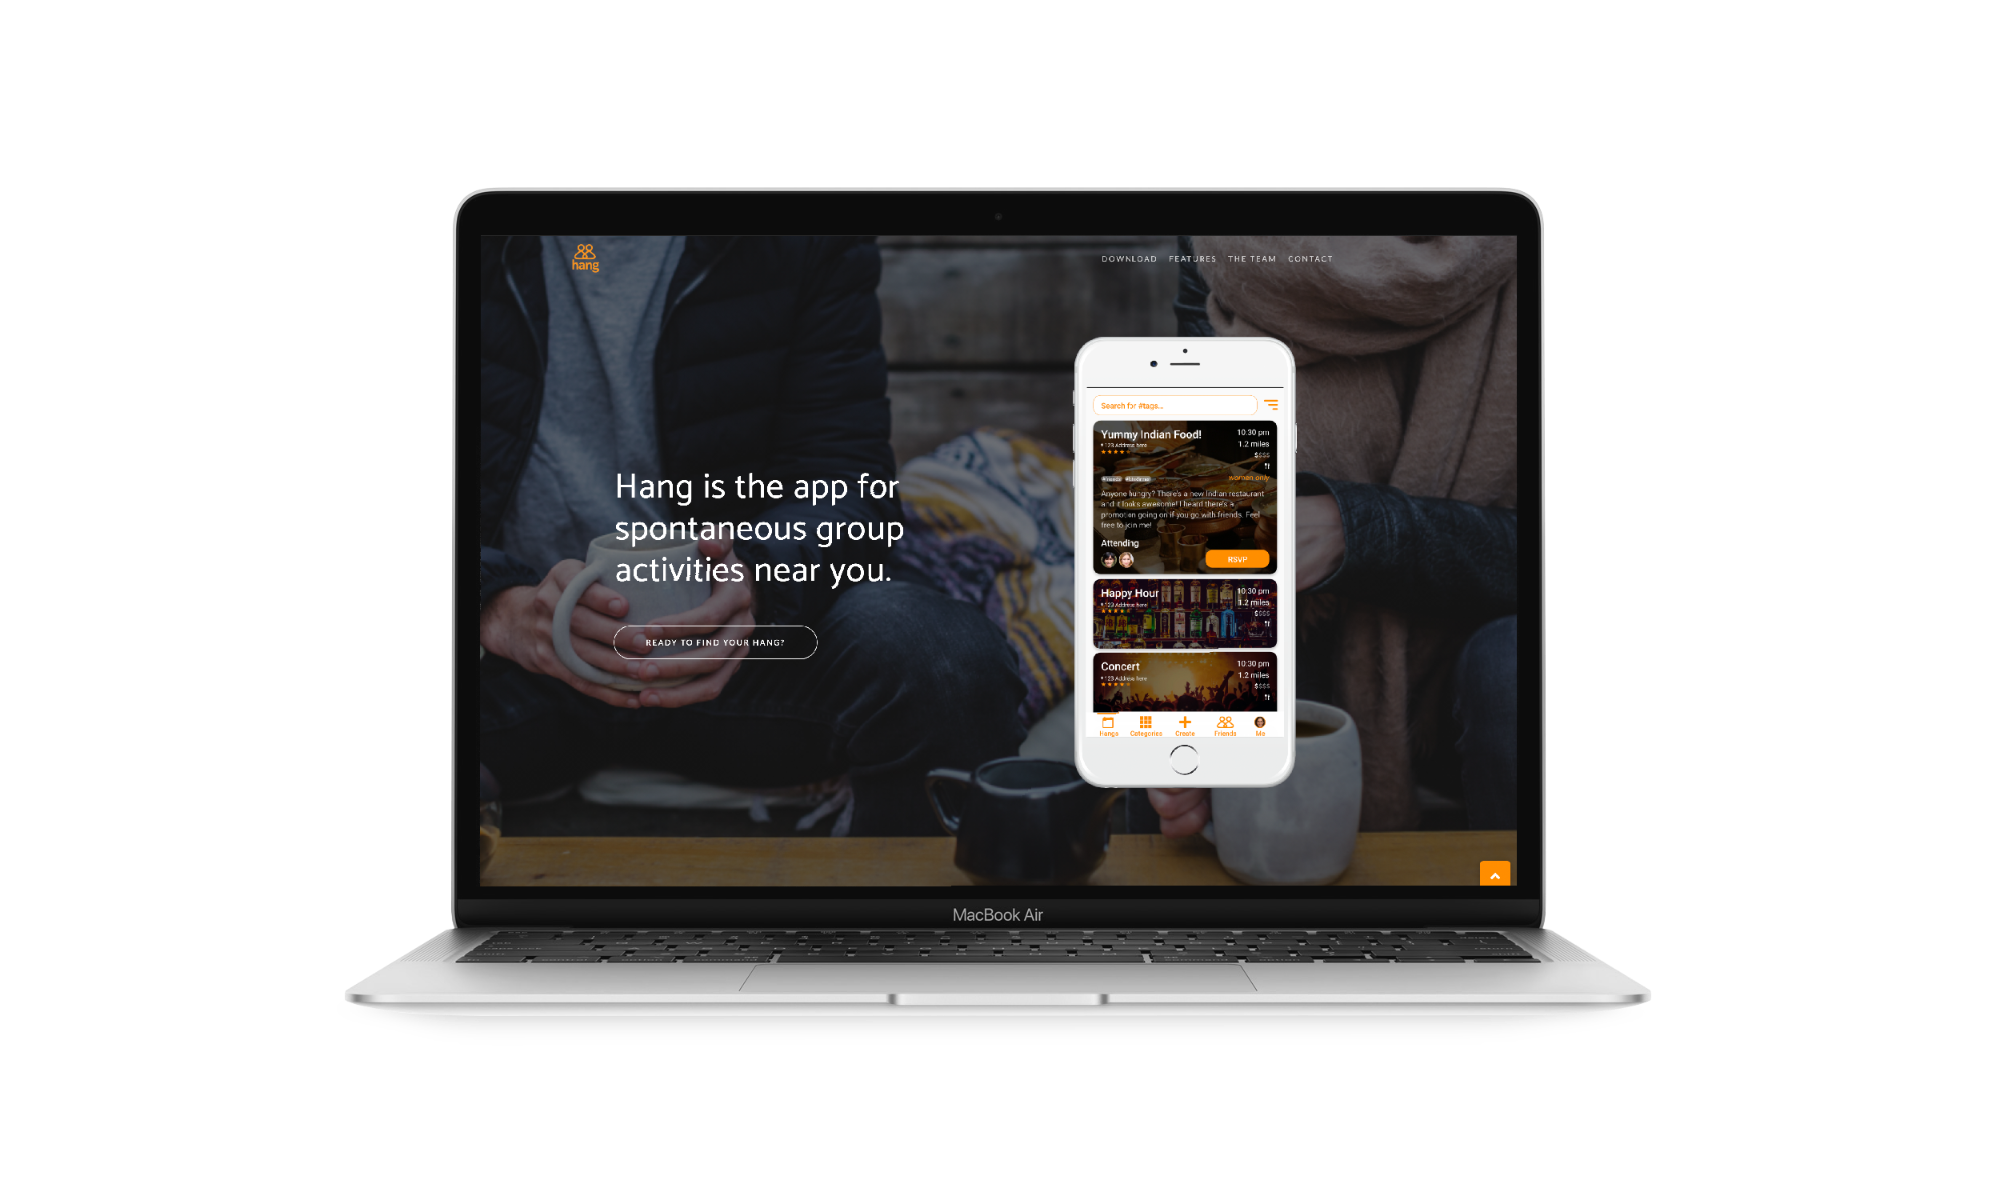 hang
DOWNLOAD FEATURES THE TEAM CONTACT
Hang is the app for
spontaneous group
activities near you.
READY TO FIND YOUR HANG?
Search for #tags...
Yummy Indian Food!
10:30 pm
123 Address here
1.2 miles
$$$$
Women only
Anyone hungry? There's a new Indian restaurant
and it looks awesome! I heard there's a
promotion going on if you go with friends. Feel
free to join me!
Attending
RSVP
Happy Hour
10:30 pm
123 Address here
1.2 miles
$$$$
Concert
10:30 pm
123 Address here
1.2 miles
$$$$
Hangs Categories Create Friends Me
MacBook Air